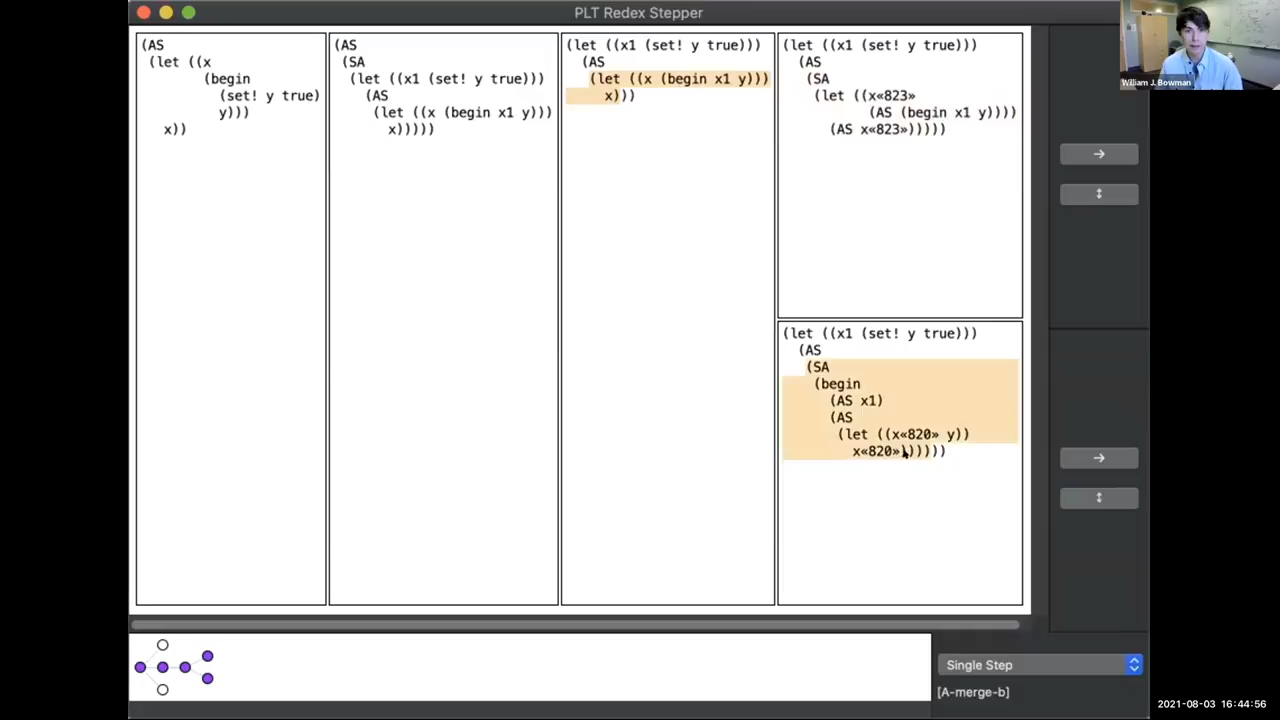 PLT Redex Stepper
(AS
(let ((x
(begin
(set! y true)
y)))
x))
(AS
(SA
(let ((x1 (set! y true)))
(AS
(let ((x (begin x1 y)))
x)))))
(let ((x1 (set! y true)))
(AS
(let ((x (begin x1 y)))
x)))
(let ((x1 (set! y true)))
(AS
(SA
(let ((x«823»
(AS (begin x1 y))))
(AS x«823»)))))
(let ((x1 (set! y true)))
(AS
(SA
(begin
(AS x1)
(AS
(let ((x«820» y))
x«820»))))))
William J. Bowman
→
↕
→
↕
Single Step
[A-merge-b]
2021-08-03 16:44:56